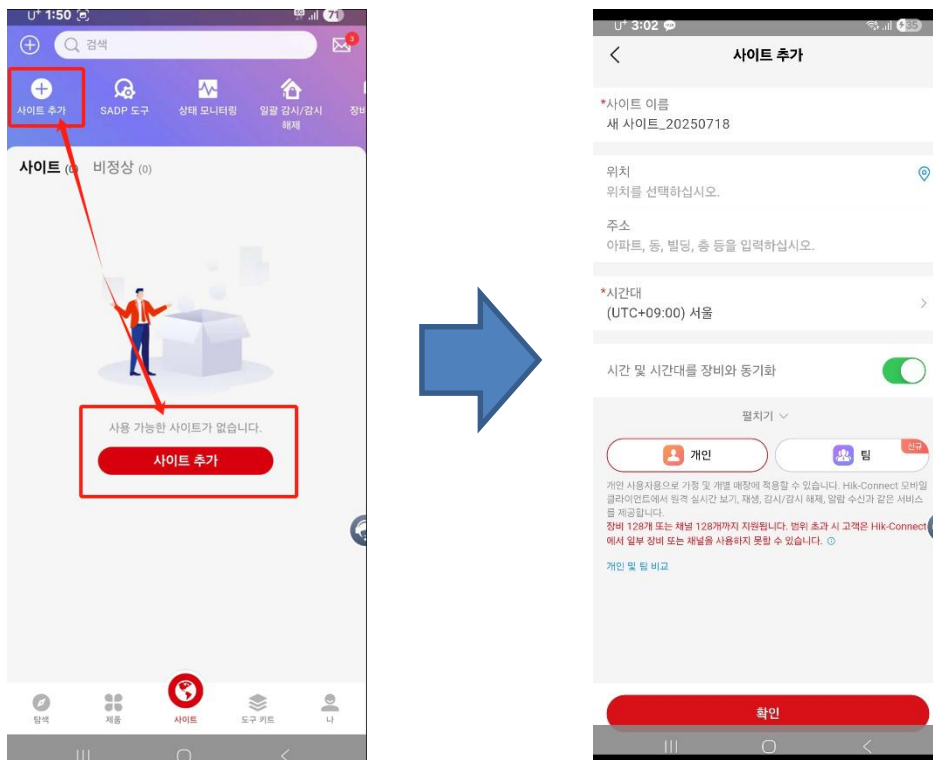 U+ 1:50
5G 71
검색
3
사이트 추가
SADP 도구
상태 모니터링
일괄 감시/감시
해제
사이트 (0) 비정상 (0)
사용 가능한 사이트가 없습니다.
사이트 추가
탐색
제품
사이트
도구 키트
나
U+ 3:02
35
사이트 추가
*사이트 이름
새 사이트_20250718
위치
위치를 선택하십시오.
주소
아파트, 동, 빌딩, 층 등을 입력하십시오.
*시간대
(UTC+09:00) 서울
시간 및 시간대를 장비와 동기화
펼치기
개인
팀
신규
개인 사용자용으로 가정 및 개별 매장에 적용할 수 있습니다. Hik-Connect 모바일
클라이언트에서 원격 실시간 보기, 재생, 감시/감시 해제, 알람 수신과 같은 서비스
를 제공합니다.
장비 128개 또는 채널 128개까지 지원됩니다. 범위 초과 시 고객은 Hik-Connect
에서 일부 장비 또는 채널을 사용하지 못할 수 있습니다.
개인 및 팀 비교
확인